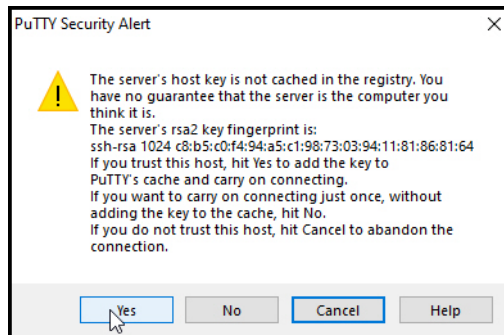 PuTTY Security Alert
The server's host key is not cached in the registry. You
have no guarantee that the server is the computer you
think it is.
The server's rsa2 key fingerprint is:
ssh-rsa 1024 c8:b5:c0:f4:94:a5:c1:98:73:03:94:11:81:86:81:64
If you trust this host, hit Yes to add the key to
PuTTY's cache and carry on connecting.
If you want to carry on connecting just once, without
adding the key to the cache, hit No.
If you do not trust this host, hit Cancel to abandon the
connection.
Yes No Cancel Help